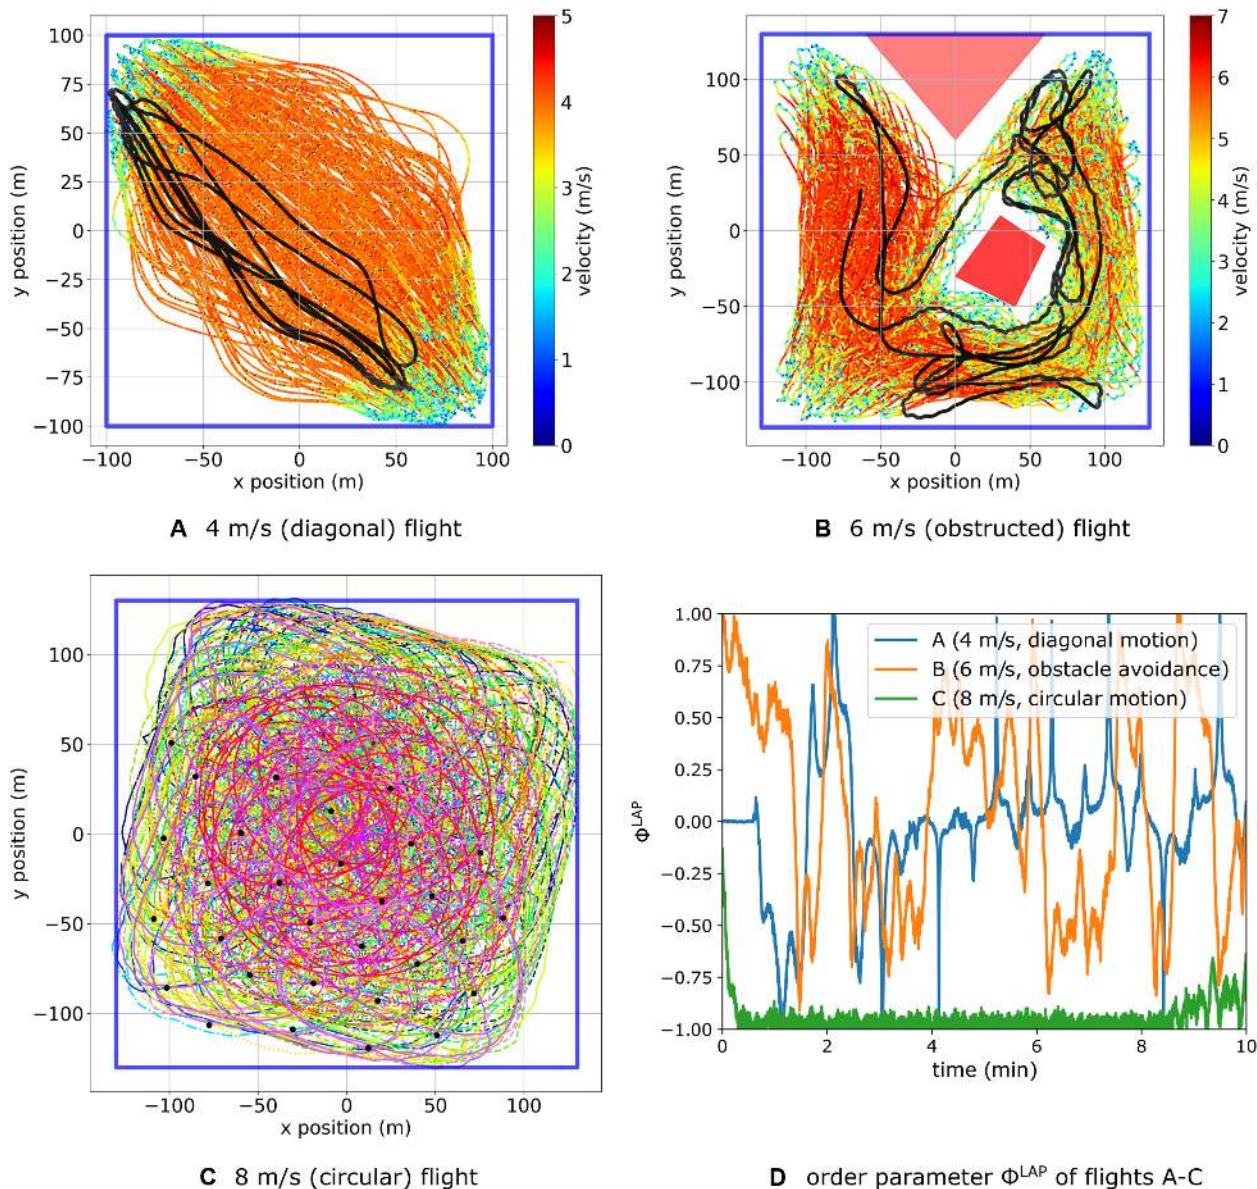 100
75
50
25
0
−25
−50
−75
−100
y position (m)
−100 −50 0 50 100
x position (m)
5
4
3
2
1
0
velocity (m/s)
A 4 m/s (diagonal) flight
100
50
0
−50
−100
y position (m)
−100 −50 0 50 100
x position (m)
7
6
5
4
3
2
1
0
velocity (m/s)
B 6 m/s (obstructed) flight
100
50
0
−50
−100
y position (m)
−100 −50 0 50 100
x position (m)
C 8 m/s (circular) flight
1.00
0.75
0.50
0.25
0.00
−0.25
−0.50
−0.75
−1.00
Φ^LAP
A (4 m/s, diagonal motion)
B (6 m/s, obstacle avoidance)
C (8 m/s, circular motion)
0 2 4 6 8 10
time (min)
D order parameter Φ^LAP of flights A-C